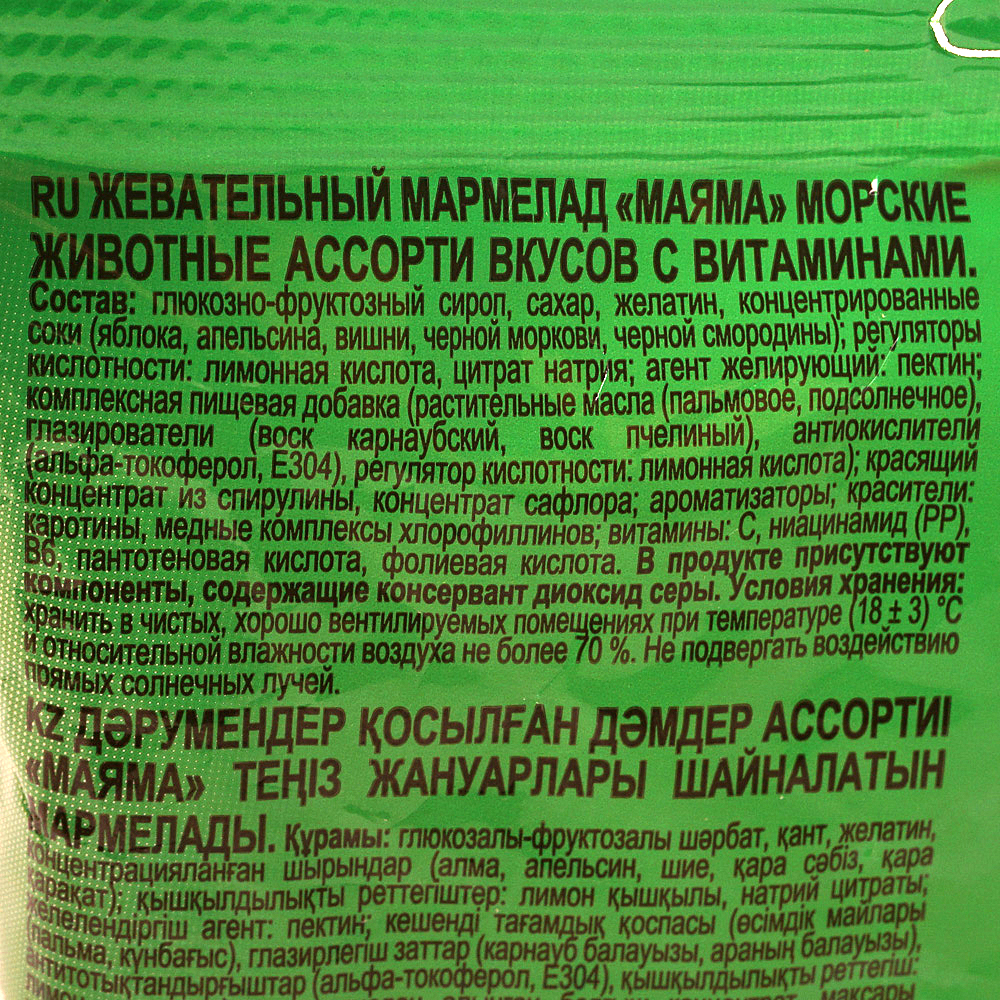 RU ЖЕВАТЕЛЬНЫЙ МАРМЕЛАД «МАЯМА» МОРСКИЕ
ЖИВОТНЫЕ АССОРТИ ВКУСОВ С ВИТАМИНАМИ.
Состав: глюкозно-фруктозный сироп, сахар, желатин, концентрированные
соки (яблока, апельсина, вишни, черной моркови, черной смородины); регуляторы
кислотности: лимонная кислота, цитрат натрия; агент желирующий: пектин;
комплексная пищевая добавка (растительные масла (пальмовое, подсолнечное),
глазирователи (воск карнаубский, воск пчелиный), антиокислители
(альфа-токоферол, Е304), регулятор кислотности: лимонная кислота); красящий
концентрат из спирулины, концентрат сафлора; ароматизаторы; красители:
каротины, медные комплексы хлорофиллинов; витамины: С, ниацинамид (РР),
В6, пантотеновая кислота, фолиевая кислота. В продукте присутствуют
компоненты, содержащие консервант диоксид серы. Условия хранения:
хранить в чистых, хорошо вентилируемых помещениях при температуре (18 ± 3) °С
и относительной влажности воздуха не более 70 %. Не подвергать воздействию
прямых солнечных лучей.
KZ ДӘРУМЕНДЕР ҚОСЫЛҒАН ДӘМДЕР АССОРТИІ
«МАЯМА» ТЕҢІЗ ЖАНУАРЛАРЫ ШАЙНАЛАТЫН
МАРМЕЛАДЫ. Құрамы: глюкозалы-фруктозалы шәрбат, қант, желатин,
концентрацияланған шырындар (алма, апельсин, шие, қара сәбіз, қара
қарақат); қышқылдылықты реттегіштер: лимон қышқылы, натрий цитраты;
желелендіргіш агент: пектин; кешенді тағамдық қоспасы (өсімдік майлары
(пальма, күнбағыс), глазирлегіш заттар (карнауб балауызы, араның балауызы),
антитотықтандырғыштар (альфа-токоферол, Е304), қышқылдылықты реттегіш: